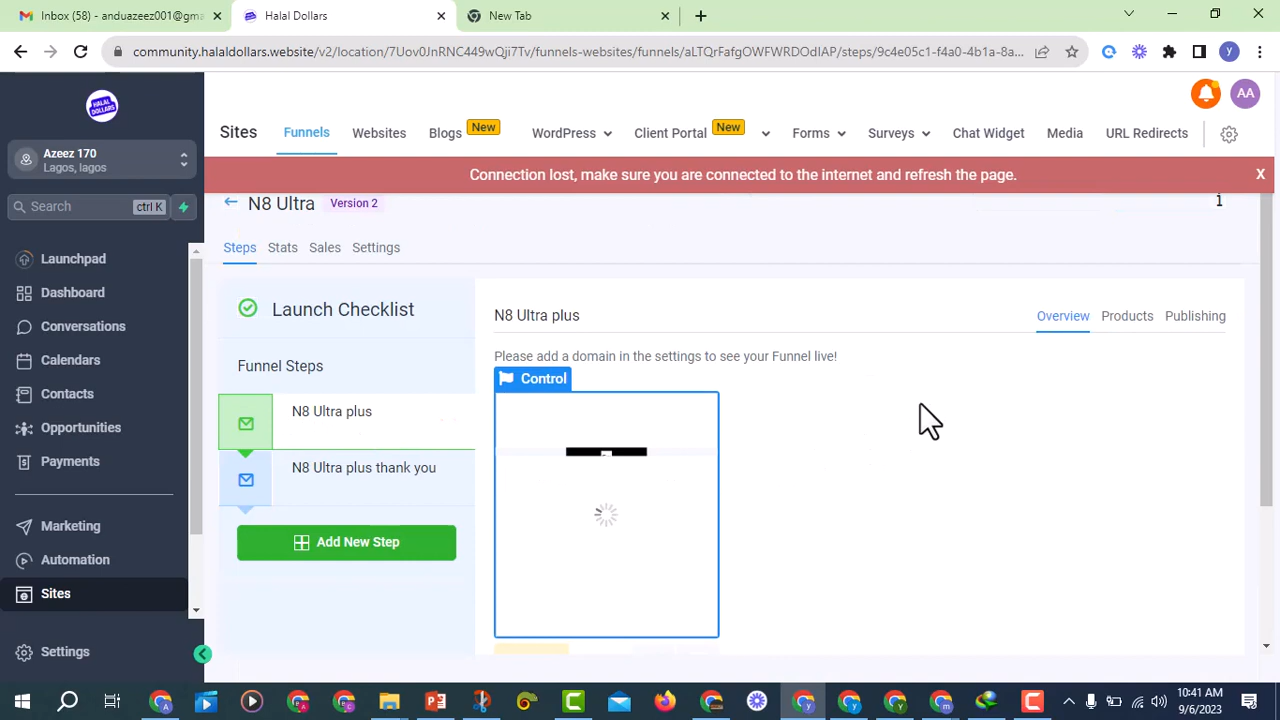 Inbox (58) - anduazeez001@gma
Halal Dollars
New Tab
community.halaldollars.website/v2/location/7Uov0JnRNC449wQji7Tv/funnels-websites/funnels/aLTQrFafgOWFWRDOdIAP/steps/9c4e05c1-f4a0-4b1a-8a...
y
HALAL DOLLARS
AA
Azeez 170
Lagos, lagos
Search
ctrl K
Launchpad
Dashboard
Conversations
Calendars
Contacts
Opportunities
Payments
Marketing
Automation
Sites
Settings
Sites
Funnels
Websites
Blogs
New
WordPress
Client Portal
New
Forms
Surveys
Chat Widget
Media
URL Redirects
Connection lost, make sure you are connected to the internet and refresh the page.
X
N8 Ultra
Version 2
Steps
Stats
Sales
Settings
Launch Checklist
Funnel Steps
N8 Ultra plus
N8 Ultra plus thank you
Add New Step
N8 Ultra plus
Overview
Products
Publishing
Please add a domain in the settings to see your Funnel live!
Control
10:41 AM
9/6/2023